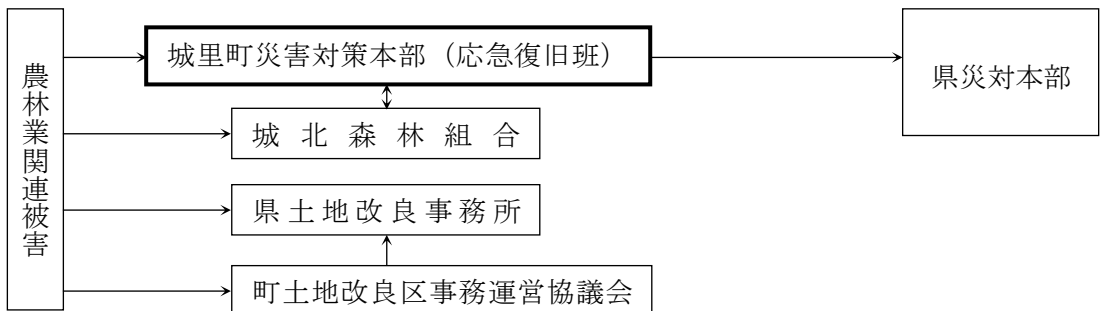 農林業関連被害
城里町災害対策本部（応急復旧班）
県災対本部
城北森林組合
県土地改良事務所
町土地改良区事務運営協議会